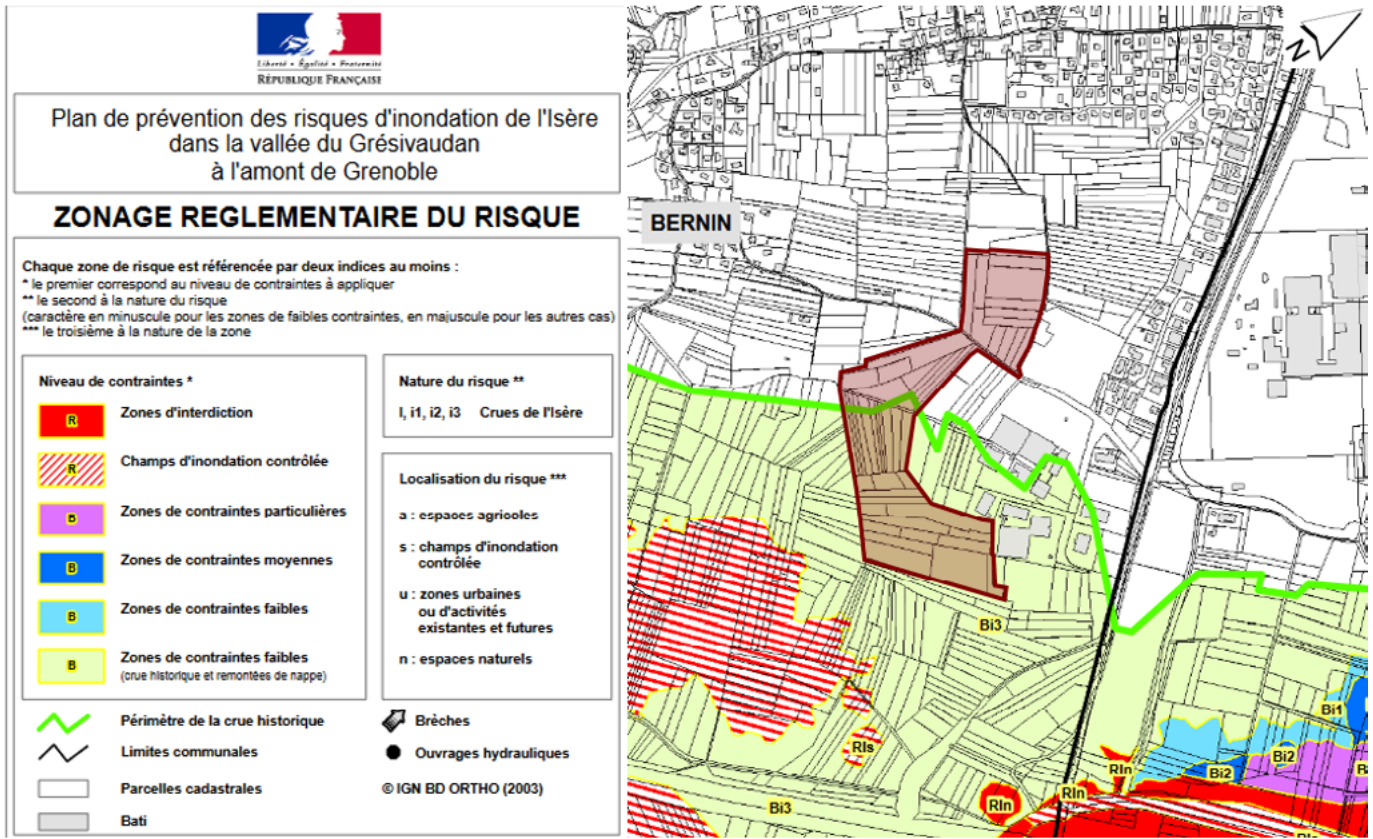 Liberté • Égalité • Fraternité
RÉPUBLIQUE FRANÇAISE
Plan de prévention des risques d'inondation de l'Isère
dans la vallée du Grésivaudan
à l'amont de Grenoble
ZONAGE REGLEMENTAIRE DU RISQUE
Chaque zone de risque est référencée par deux indices au moins :
* le premier correspond au niveau de contraintes à appliquer
** le second à la nature du risque
(caractère en minuscule pour les zones de faibles contraintes, en majuscule pour les autres cas)
*** le troisième à la nature de la zone
Niveau de contraintes *
R Zones d'interdiction
R Champs d'inondation contrôlée
B Zones de contraintes particulières
B Zones de contraintes moyennes
B Zones de contraintes faibles
B Zones de contraintes faibles
(crue historique et remontées de nappe)
Nature du risque **
I, i1, i2, i3 Crues de l'Isère
Localisation du risque ***
a : espaces agricoles
s : champs d'inondation
contrôlée
u : zones urbaines
ou d'activités
existantes et futures
n : espaces naturels
Périmètre de la crue historique
Limites communales
Parcelles cadastrales
Bati
Brèches
Ouvrages hydrauliques
© IGN BD ORTHO (2003)
N
BERNIN
Bi3
Bi1
RIs
Bi2
RIn
Bi2
RIn
RIn
Bi3